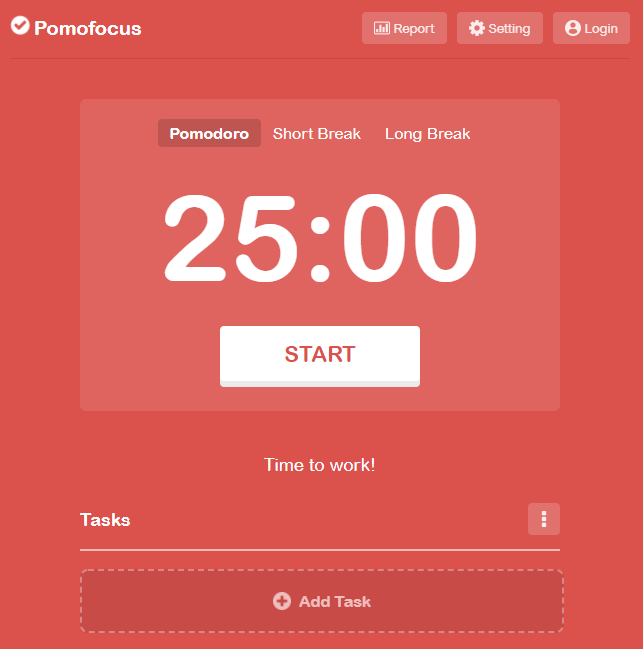 Pomofocus
Report
Setting
Login
Pomodoro
Short Break
Long Break
25:00
START
Time to work!
Tasks
Add Task